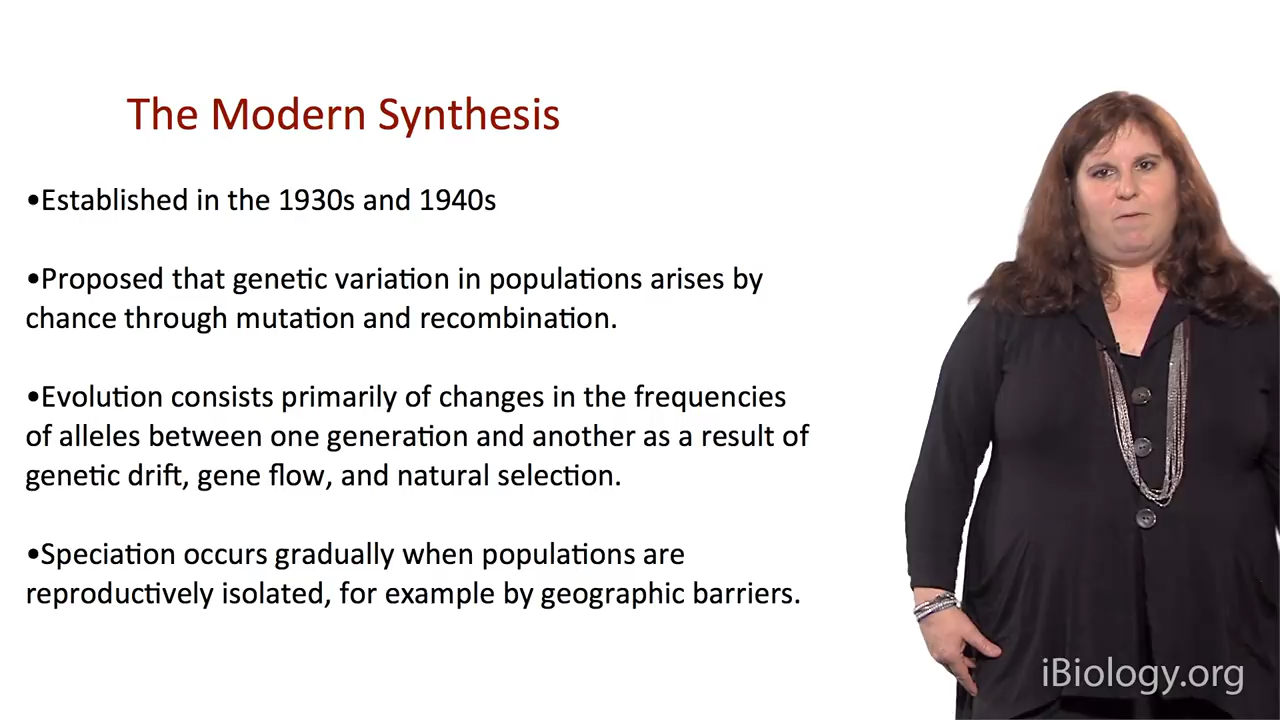 The Modern Synthesis
•Established in the 1930s and 1940s
•Proposed that genetic variation in populations arises by
chance through mutation and recombination.
•Evolution consists primarily of changes in the frequencies
of alleles between one generation and another as a result of
genetic drift, gene flow, and natural selection.
•Speciation occurs gradually when populations are
reproductively isolated, for example by geographic barriers.
iBiology.org